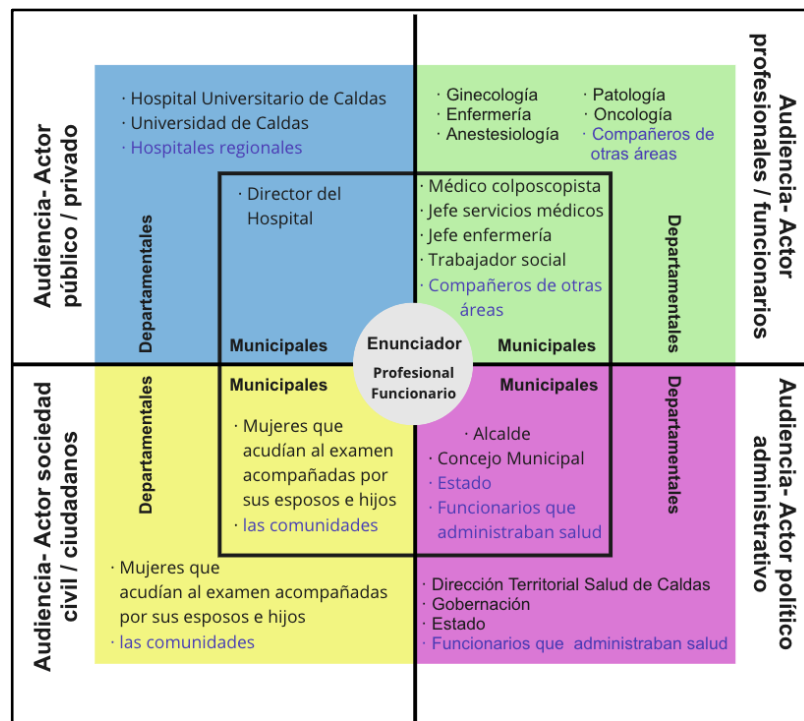 Audiencia- Actor
público / privado
· Hospital Universitario de Caldas
· Universidad de Caldas
· Hospitales regionales
Departamentales
· Director del
Hospital
Municipales
· Ginecología
· Enfermería
· Anestesiología
· Patología
· Oncología
· Compañeros de
otras áreas
· Médico colposcopista
· Jefe servicios médicos
· Jefe enfermería
· Trabajador social
· Compañeros de otras
áreas
Municipales
Departamentales
Audiencia- Actor
profesionales / funcionarios
Enunciador
Profesional
Funcionario
Audiencia- Actor sociedad
civil / ciudadanos
Departamentales
Municipales
· Mujeres que
acudían al examen
acompañadas por
sus esposos e hijos
· las comunidades
· Mujeres que
acudían al examen acompañadas
por sus esposos e hijos
· las comunidades
Municipales
· Alcalde
· Concejo Municipal
· Estado
· Funcionarios que
administraban salud
Departamentales
· Dirección Territorial Salud de Caldas
· Gobernación
· Estado
· Funcionarios que administraban salud
Audiencia- Actor político
administrativo